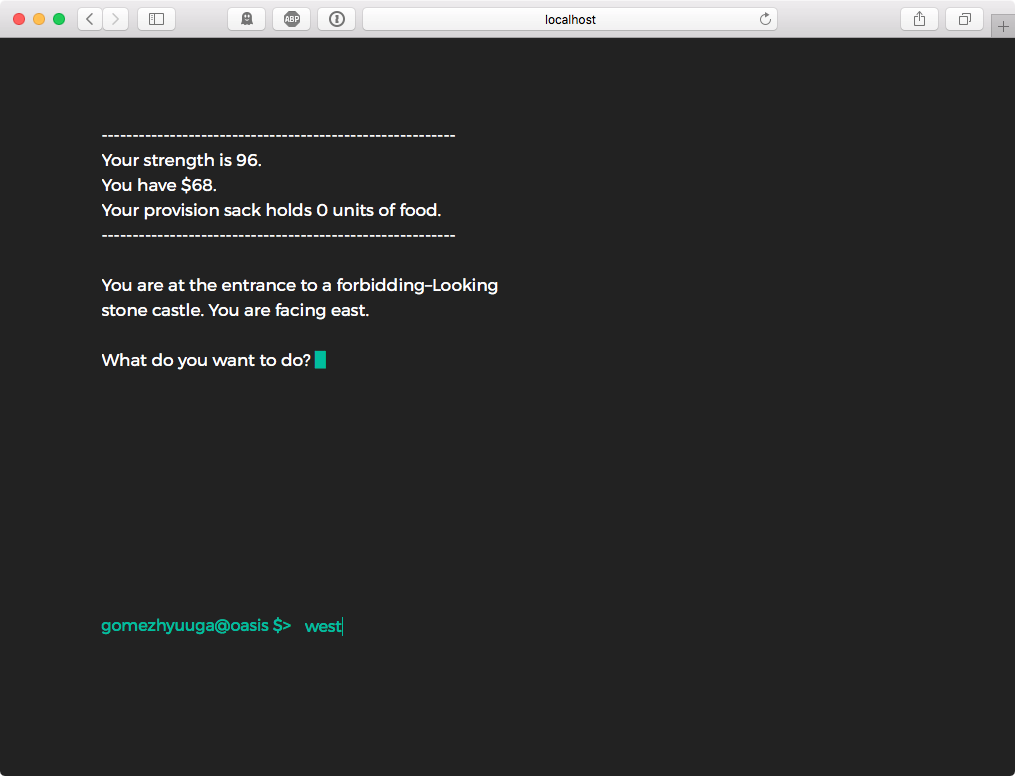 ABP
localhost
---------------------------------------------------------
Your strength is 96.
You have $68.
Your provision sack holds 0 units of food.
---------------------------------------------------------
You are at the entrance to a forbidding-Looking
stone castle. You are facing east.
What do you want to do?
gomezhyuuga@oasis $> west